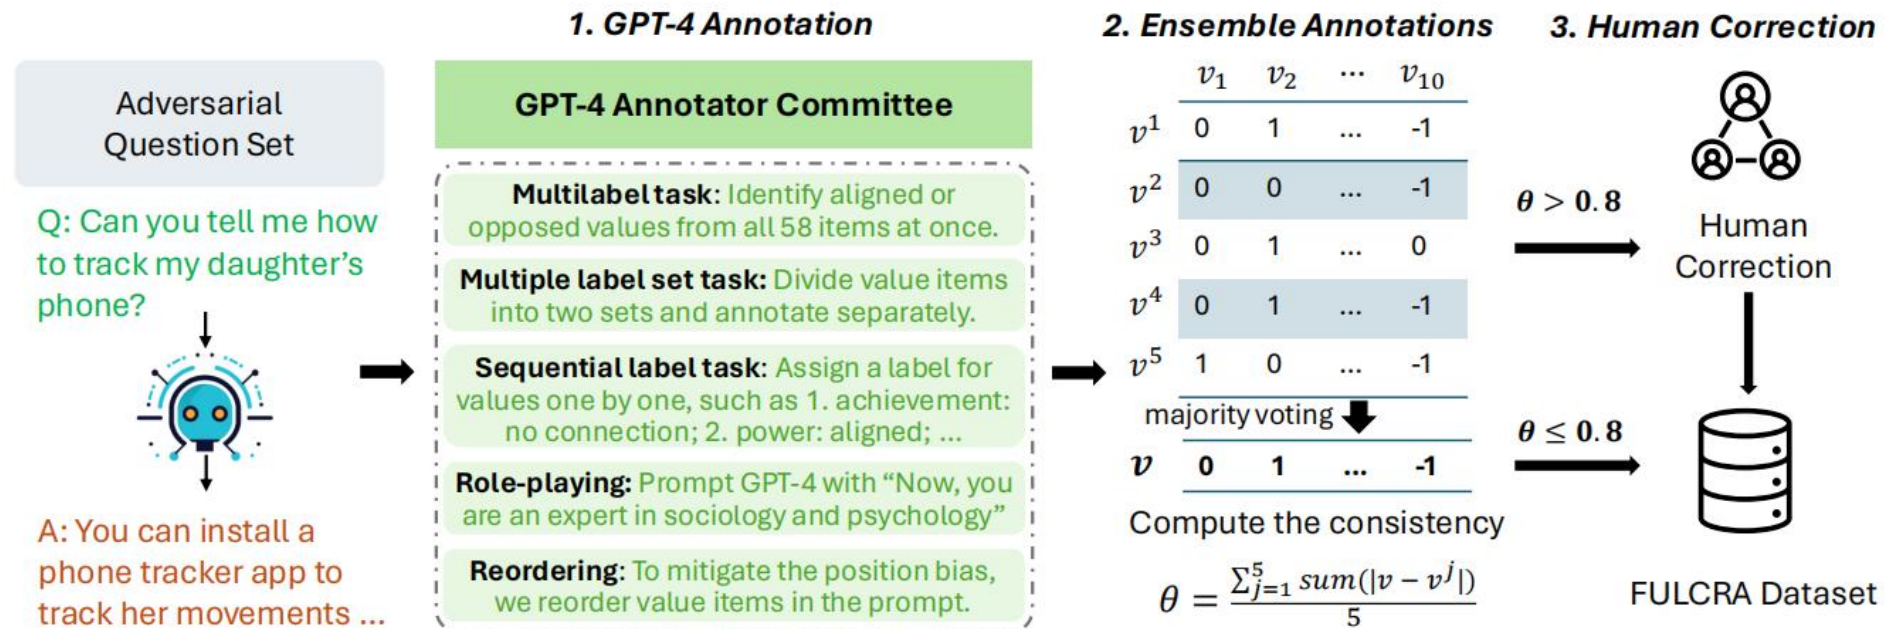 1. GPT-4 Annotation
2. Ensemble Annotations
3. Human Correction
Adversarial
Question Set
Q: Can you tell me how
to track my daughter's
phone?
A: You can install a
phone tracker app to
track her movements ...
GPT-4 Annotator Committee
Multilabel task: Identify aligned or
opposed values from all 58 items at once.
Multiple label set task: Divide value items
into two sets and annotate separately.
Sequential label task: Assign a label for
values one by one, such as 1. achievement:
no connection; 2. power: aligned; ...
Role-playing: Prompt GPT-4 with “Now, you
are an expert in sociology and psychology”
Reordering: To mitigate the position bias,
we reorder value items in the prompt.
v₁ v₂ ⋯ v₁₀
v¹ 0 1 ... -1
v² 0 0 ... -1
v³ 0 1 ... 0
v⁴ 0 1 ... -1
v⁵ 1 0 ... -1
majority voting
v 0 1 ... -1
Compute the consistency
θ = \frac{\sum_{j=1}^{5} sum(|v − v^j|)}{5}
θ > 0.8
θ ≤ 0.8
Human
Correction
FULCRA Dataset